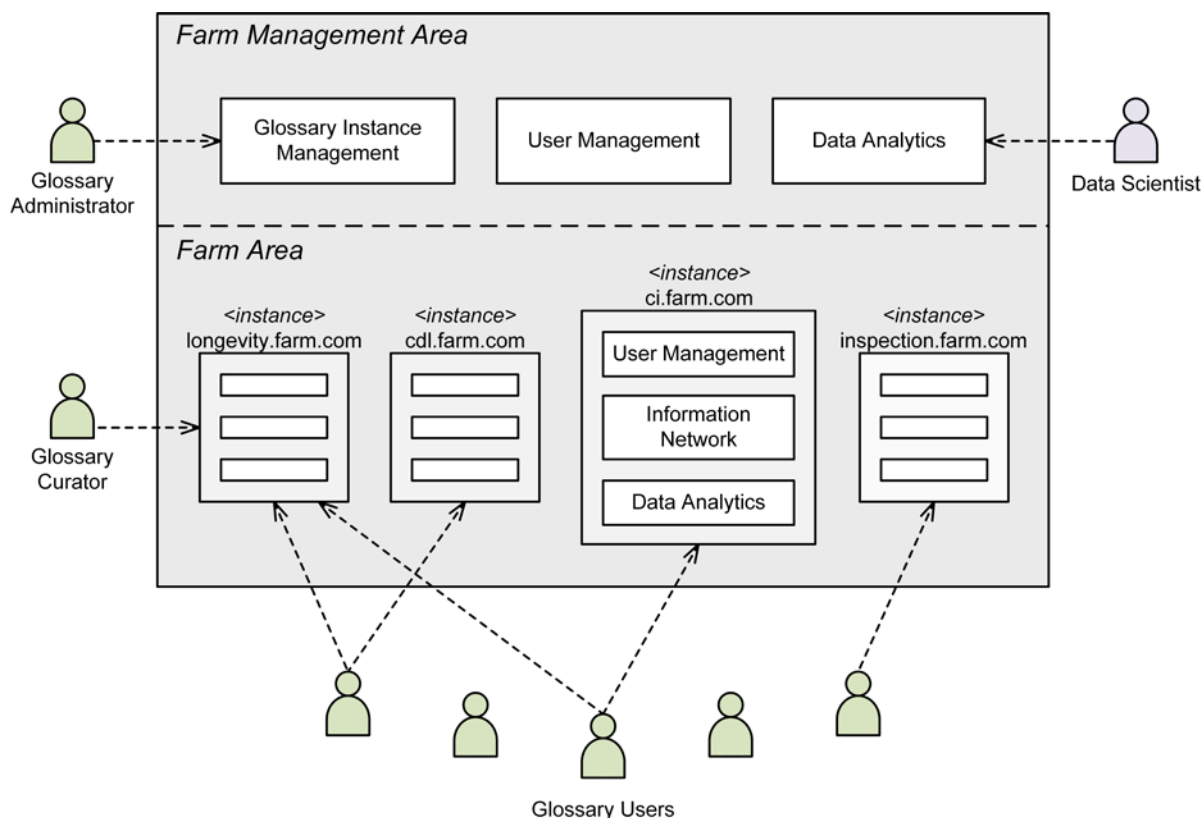 Farm Management Area
Glossary Instance
Management
User Management
Data Analytics
Glossary
Administrator
Data Scientist
Farm Area
<instance>
longevity.farm.com
<instance>
cdl.farm.com
<instance>
ci.farm.com
User Management
Information
Network
Data Analytics
<instance>
inspection.farm.com
Glossary
Curator
Glossary Users